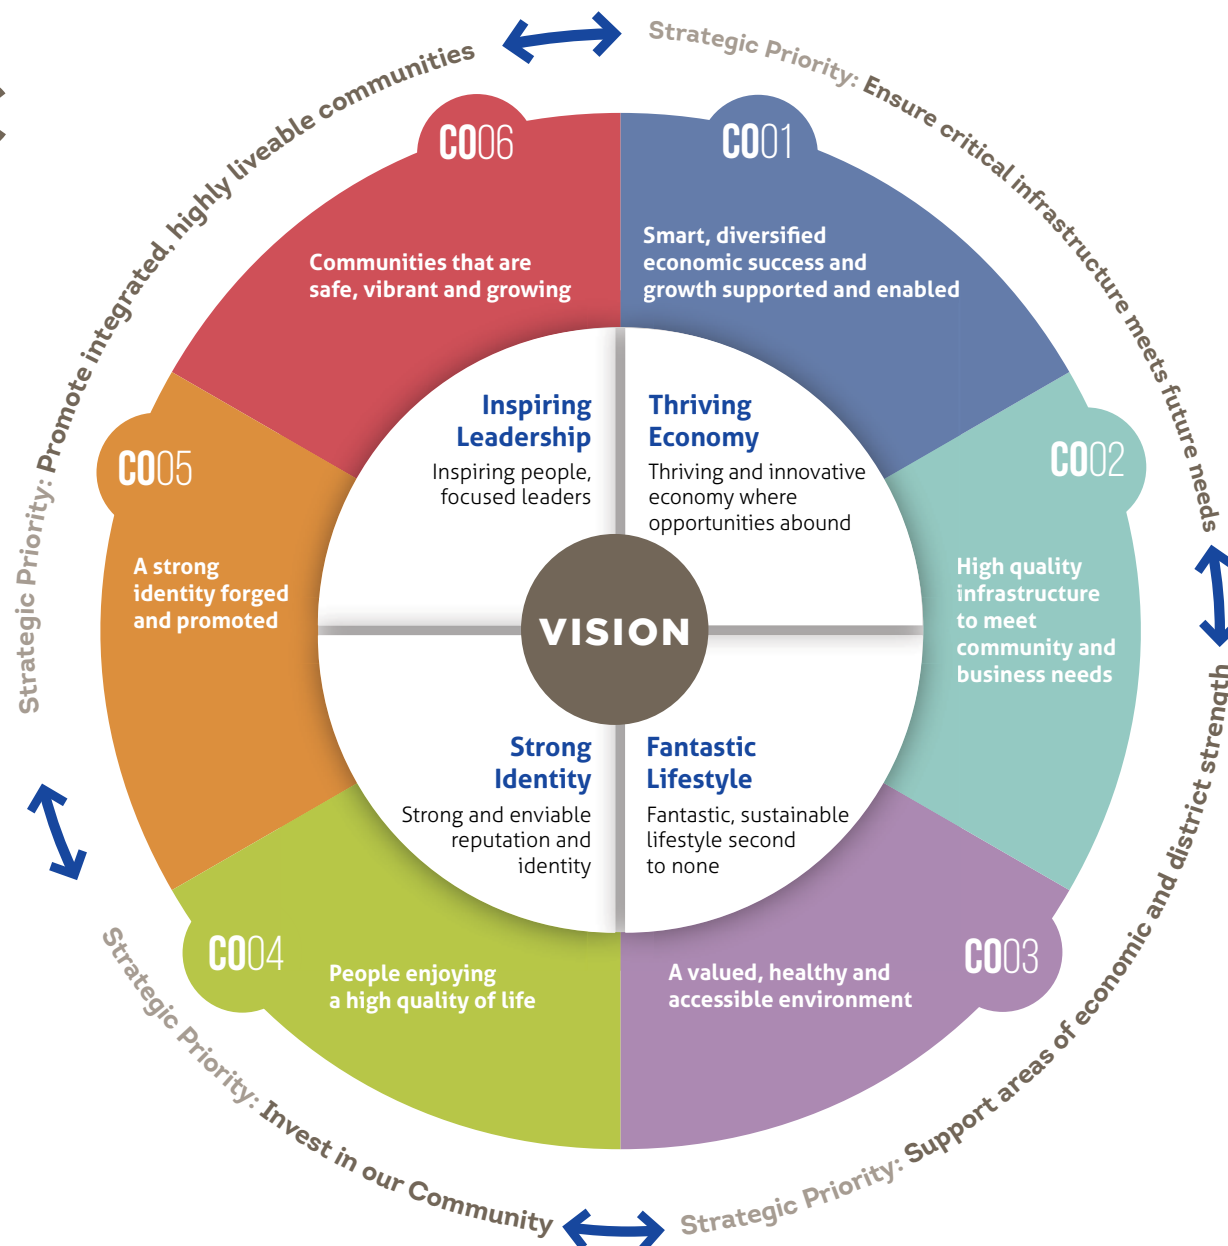 Strategic Priority: Ensure critical infrastructure meets future needs
Strategic Priority: Support areas of economic and district strength
Strategic Priority: Invest in our Community
Strategic Priority: Promote integrated, highly liveable communities
CO01
Smart, diversified
economic success and
growth supported and enabled
CO02
High quality
infrastructure
to meet
community and
business needs
CO03
A valued, healthy and
accessible environment
CO04
People enjoying
a high quality of life
CO05
A strong
identity forged
and promoted
CO06
Communities that are
safe, vibrant and growing
Inspiring
Leadership
Inspiring people,
focused leaders
Thriving
Economy
Thriving and innovative
economy where
opportunities abound
VISION
Strong
Identity
Strong and enviable
reputation and
identity
Fantastic
Lifestyle
Fantastic, sustainable
lifestyle second
to none